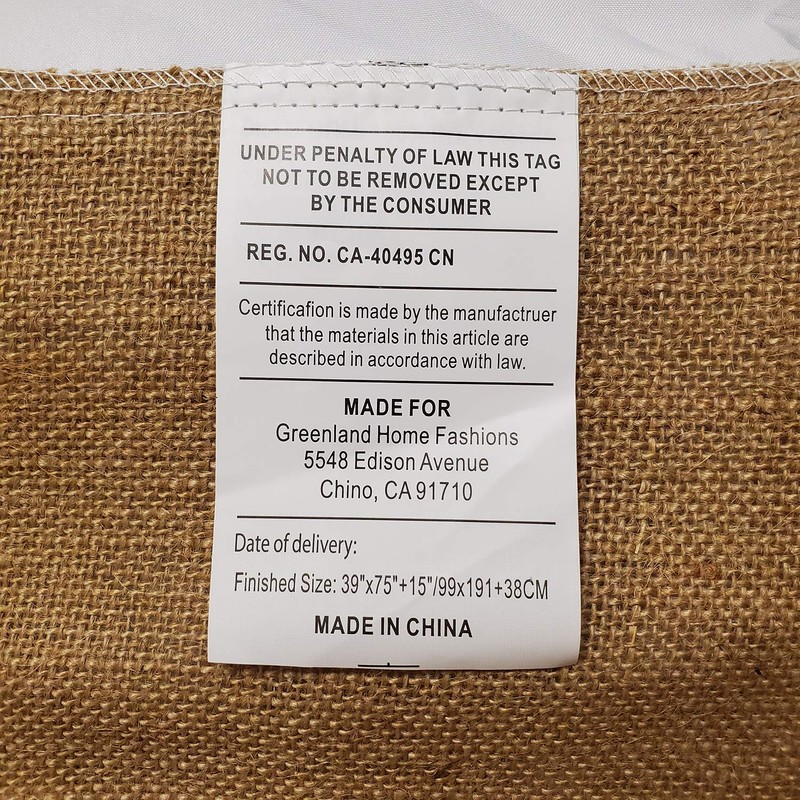 UNDER PENALTY OF LAW THIS TAG
NOT TO BE REMOVED EXCEPT
BY THE CONSUMER
REG. NO. CA-40495 CN
Certififion is made by the manufactruer
that the materials in this article are
described in accordance with law.
MADE FOR
Greenland Home Fashions
5548 Edison Avenue
Chino, CA 91710
Date of delivery:
Finished Size: 39"x75"+15"/99x191+38CM
MADE IN CHINA